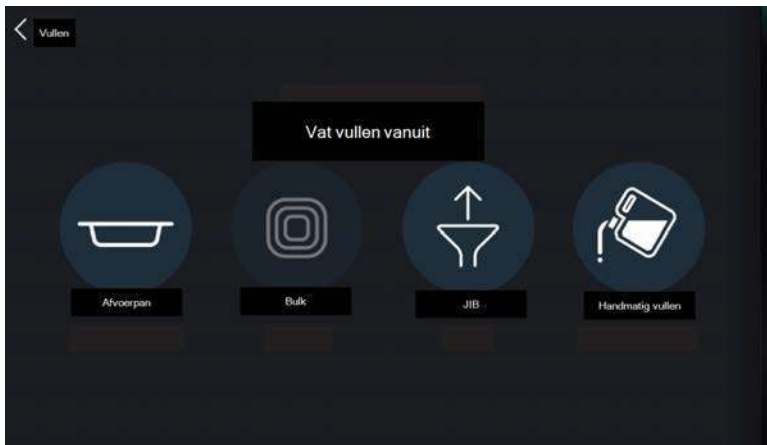 Vullen
Vat vullen vanuit
Afvoerpan
Bulk
JIB
Handmatig vullen